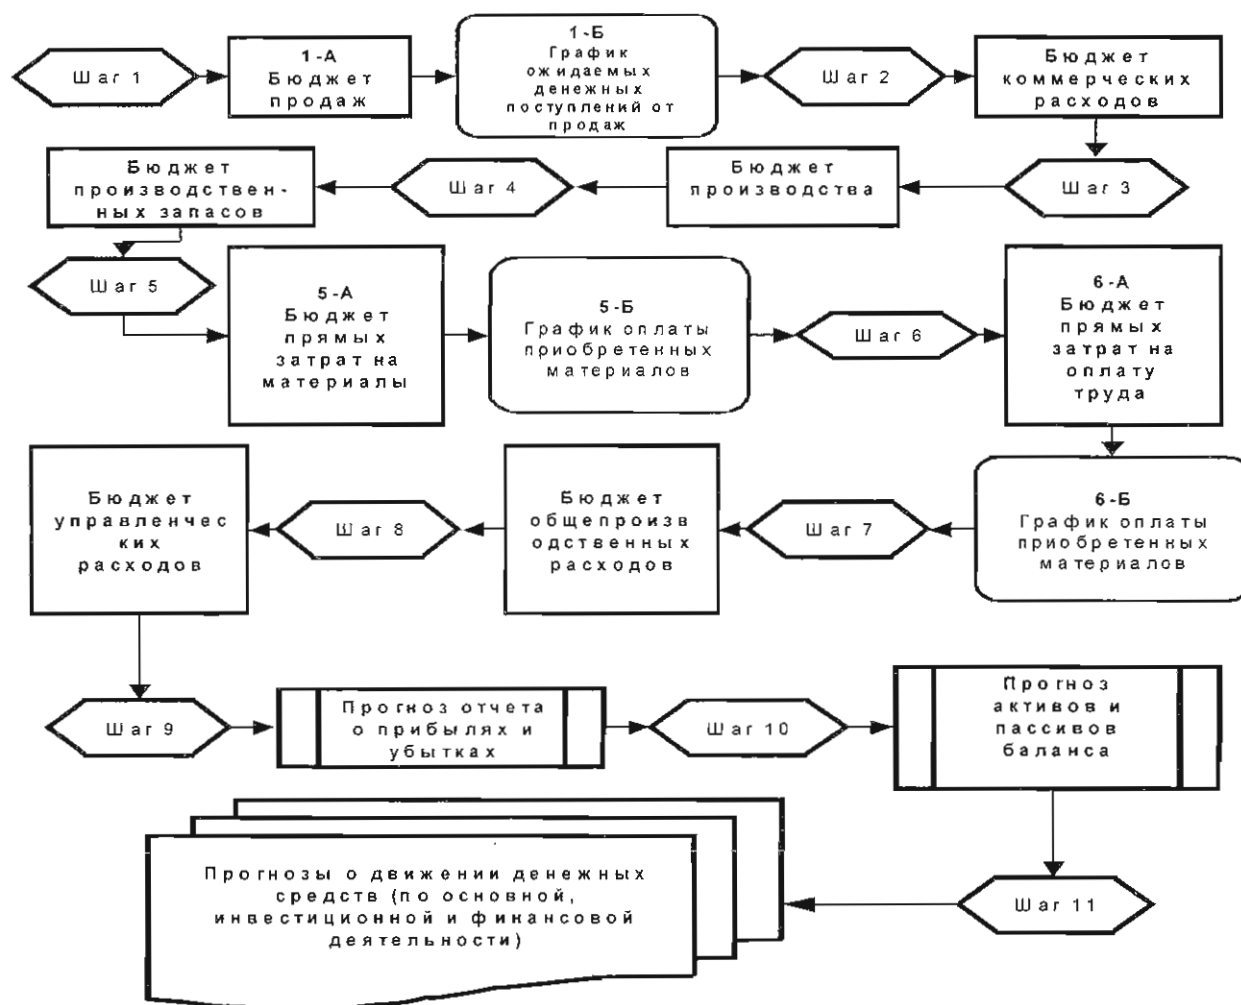 Шаг 1
1-А
Бюджет
продаж
1-Б
График
ожидаемых
денежных
поступлений от
продаж
Шаг 2
Бюджет
коммерческих
расходов
Шаг 3
Бюджет
производства
Шаг 4
Бюджет
производствен-
ных запасов
Шаг 5
5-А
Бюджет
прямых
затрат на
материалы
5-Б
График оплаты
приобретенных
материалов
Шаг 6
6-А
Бюджет
прямых
затрат на
оплату
труда
6-Б
График оплаты
приобретенных
материалов
Шаг 7
Бюджет
общепроизв
одственных
расходов
Шаг 8
Бюджет
управленчес
ких
расходов
Шаг 9
Прогноз отчета
о прибылях и
убытках
Шаг 10
Прогноз
активов и
пассивов
баланса
Шаг 11
Прогнозы о движении денежных
средств (по основной,
инвестиционной и финансовой
деятельности)